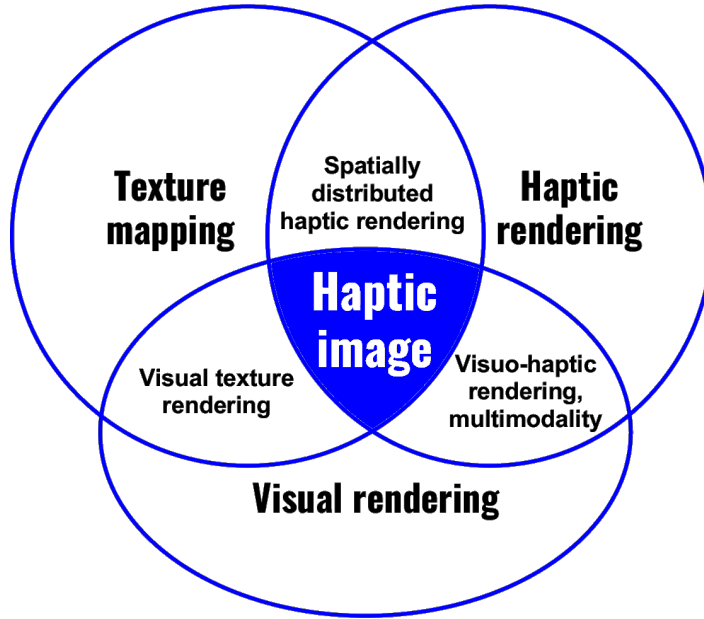 Texture
mapping
Spatially
distributed
haptic rendering
Haptic
rendering
Haptic
image
Visual texture
rendering
Visuo-haptic
rendering,
multimodality
Visual rendering